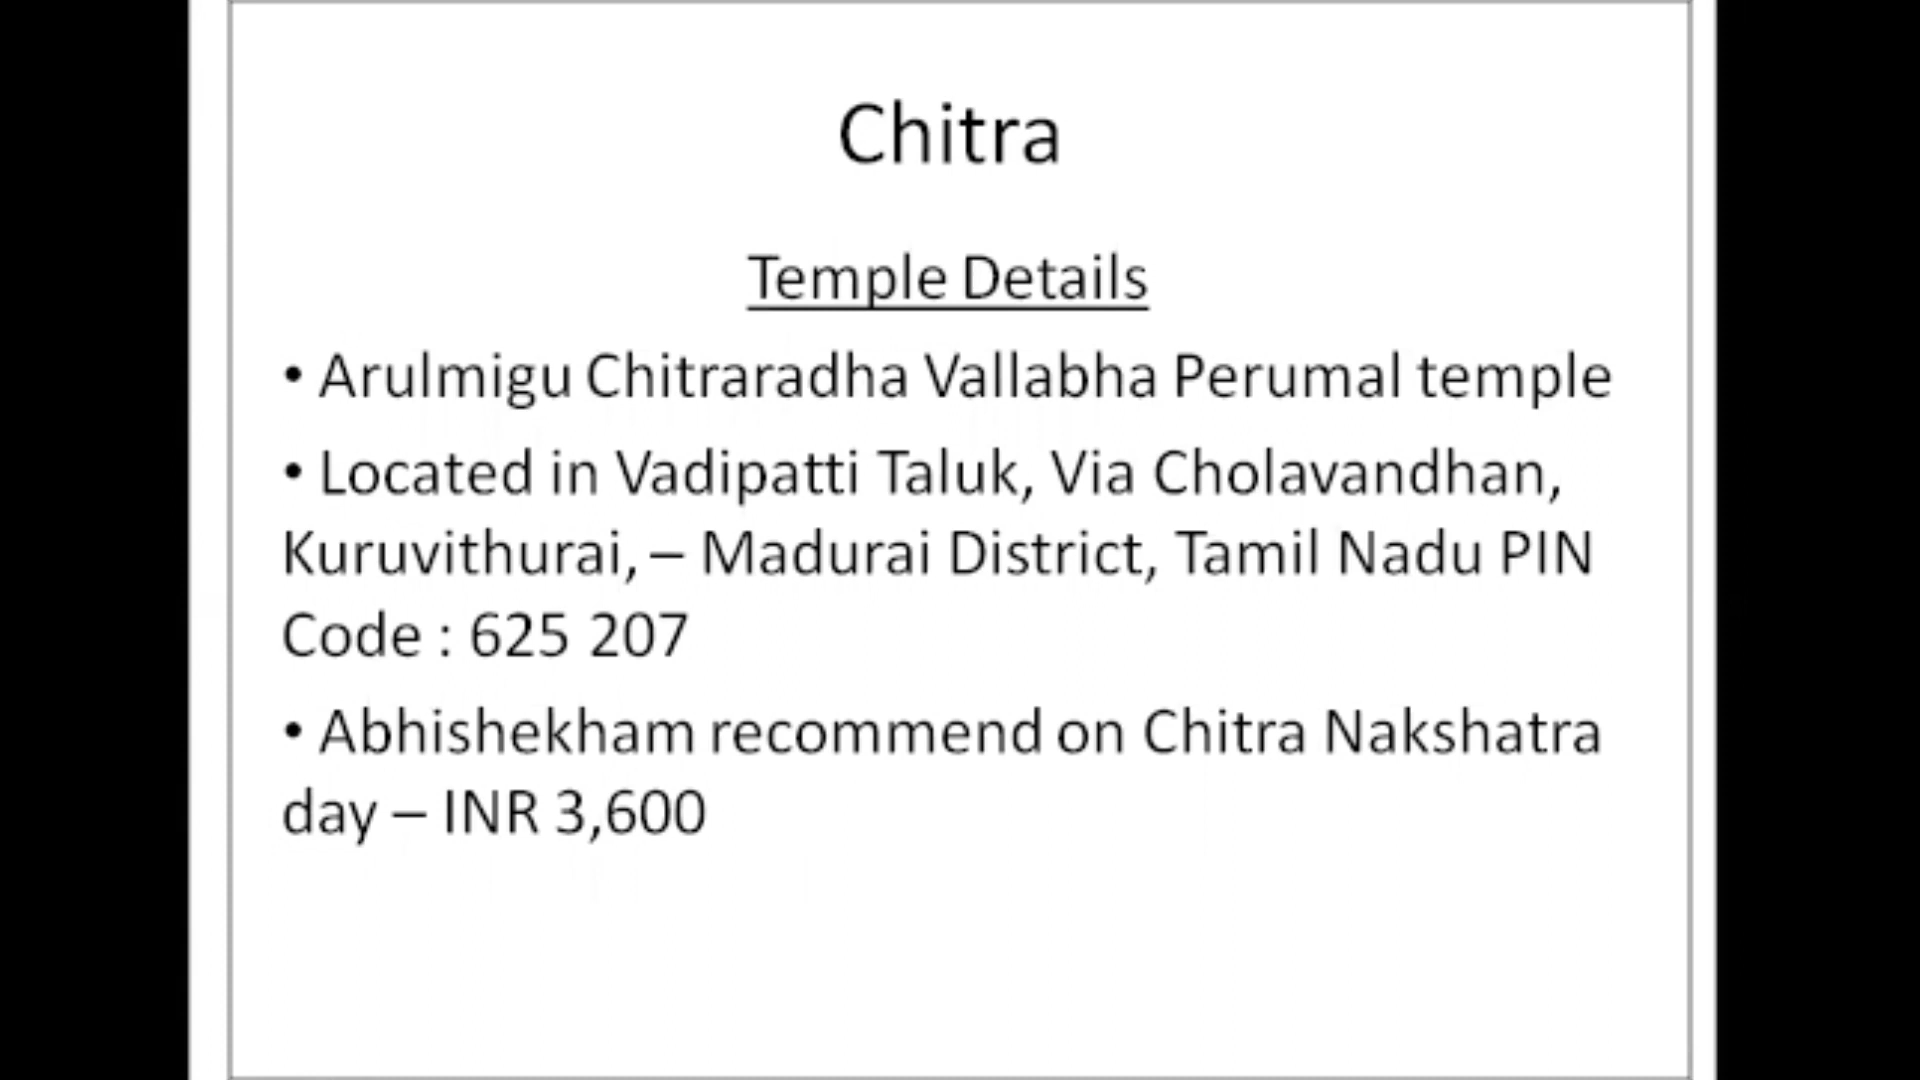 Chitra
Temple Details
• Arulmigu Chitraradha Vallabha Perumal temple
• Located in Vadipatti Taluk, Via Cholavandhan,
Kuruvithurai, – Madurai District, Tamil Nadu PIN
Code : 625 207
• Abhishekham recommend on Chitra Nakshatra
day – INR 3,600